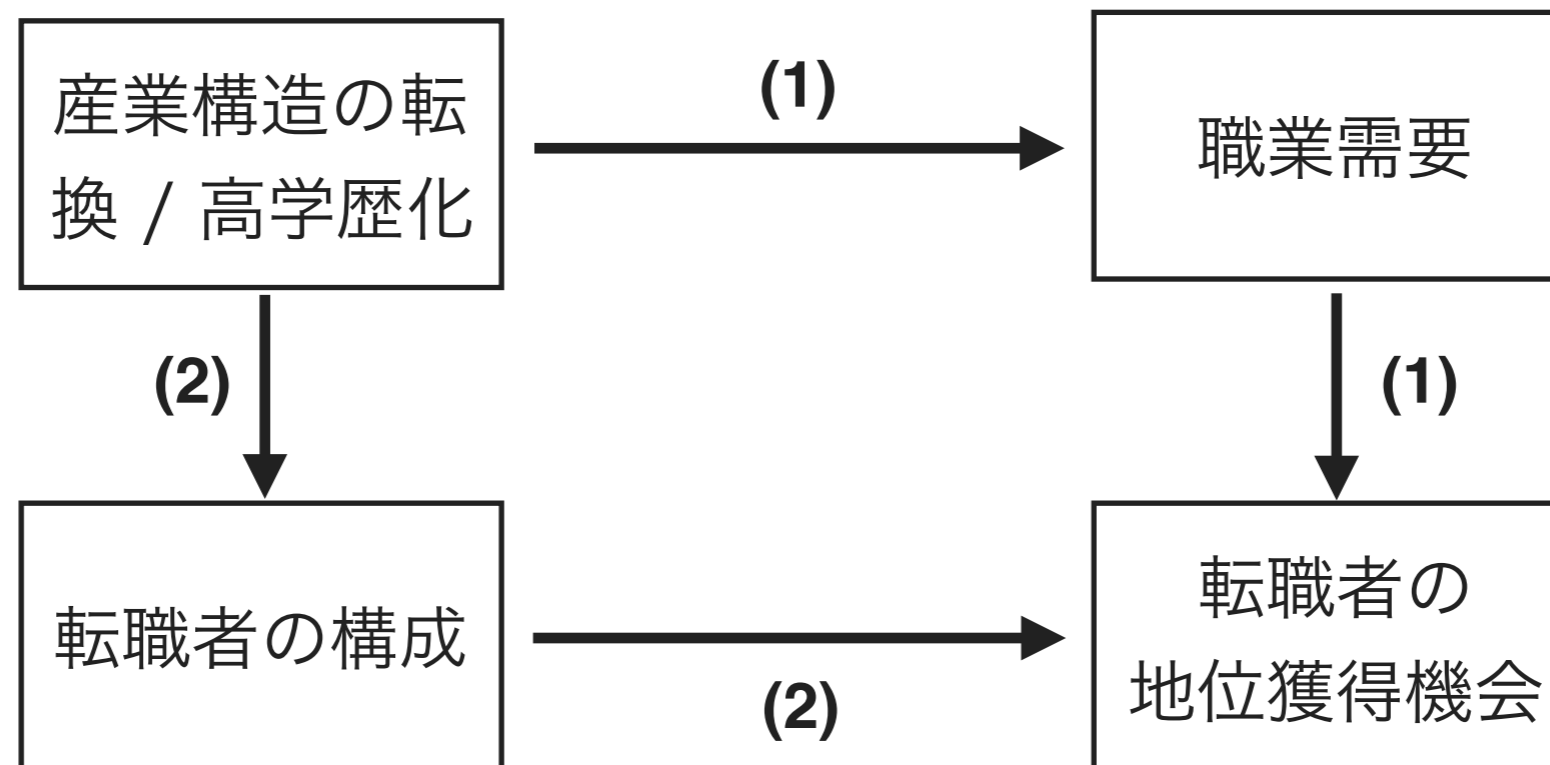 産業構造の転
換 / 高学歴化
(1)
職業需要
(2)
(1)
転職者の構成
(2)
転職者の
地位獲得機会